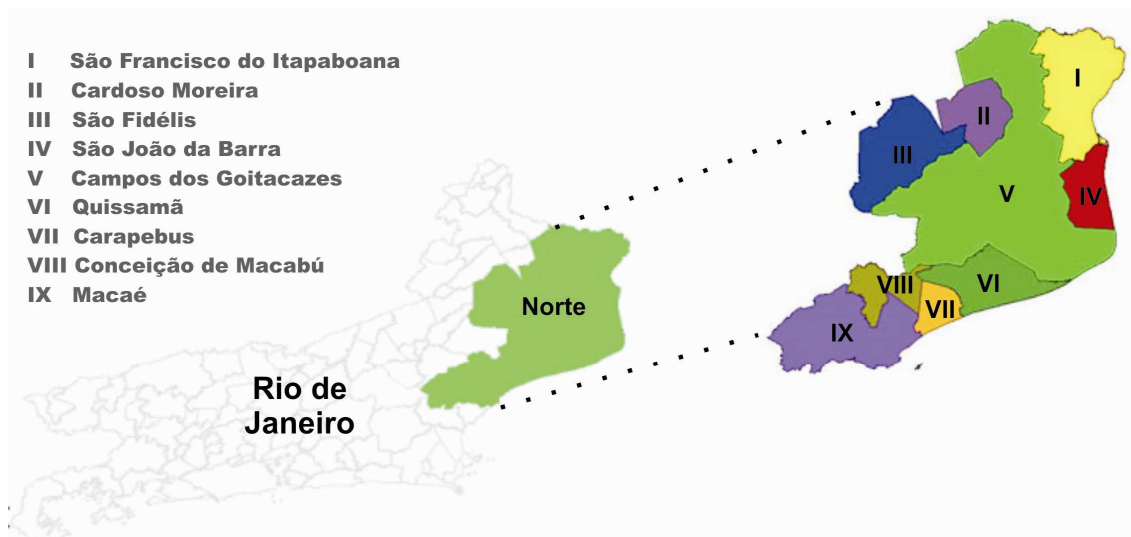 I São Francisco do Itapaboana
II Cardoso Moreira
III São Fidélis
IV São João da Barra
V Campos dos Goitacazes
VI Quissamã
VII Carapebus
VIII Conceição de Macabú
IX Macaé
Norte
Rio de
Janeiro
I
II
III
IV
V
VI
VIII
VII
IX